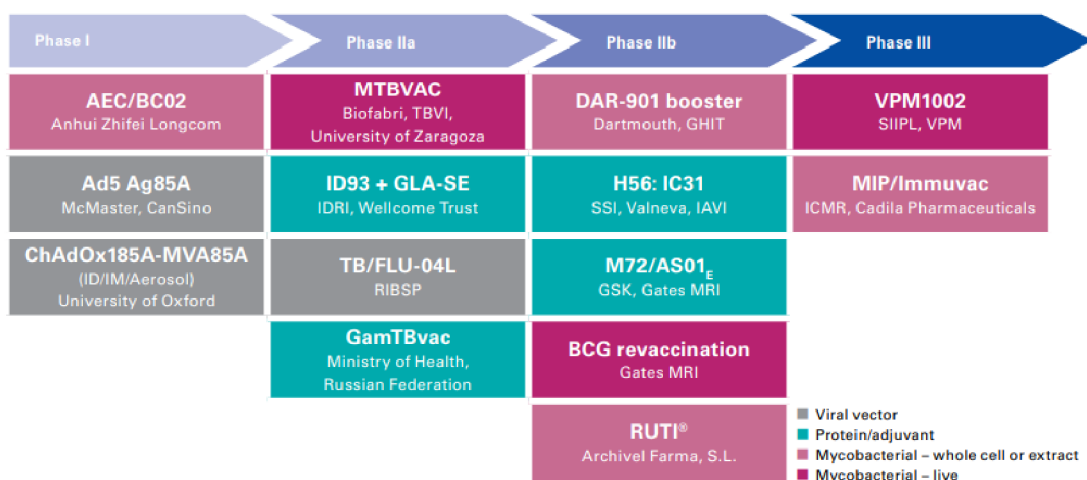 Phase I
Phase IIa
Phase IIb
Phase III
AEC/BC02
Anhui Zhifei Longcom
MTBVAC
Biofabri, TBVI,
University of Zaragoza
DAR-901 booster
Dartmouth, GHIT
VPM1002
SIIPL, VPM
Ad5 Ag85A
McMaster, CanSino
ID93 + GLA-SE
IDRI, Wellcome Trust
H56: IC31
SSI, Valneva, IAVI
MIP/Immuvac
ICMR, Cadila Pharmaceuticals
ChAdOx185A-MVA85A
(ID/IM/Aerosol)
University of Oxford
TB/FLU-04L
RIBSP
M72/AS01E
GSK, Gates MRI
GamTBvac
Ministry of Health,
Russian Federation
BCG revaccination
Gates MRI
RUTI®
Archivel Farma, S.L.
Viral vector
Protein/adjuvant
Mycobacterial – whole cell or extract
Mycobacterial – live